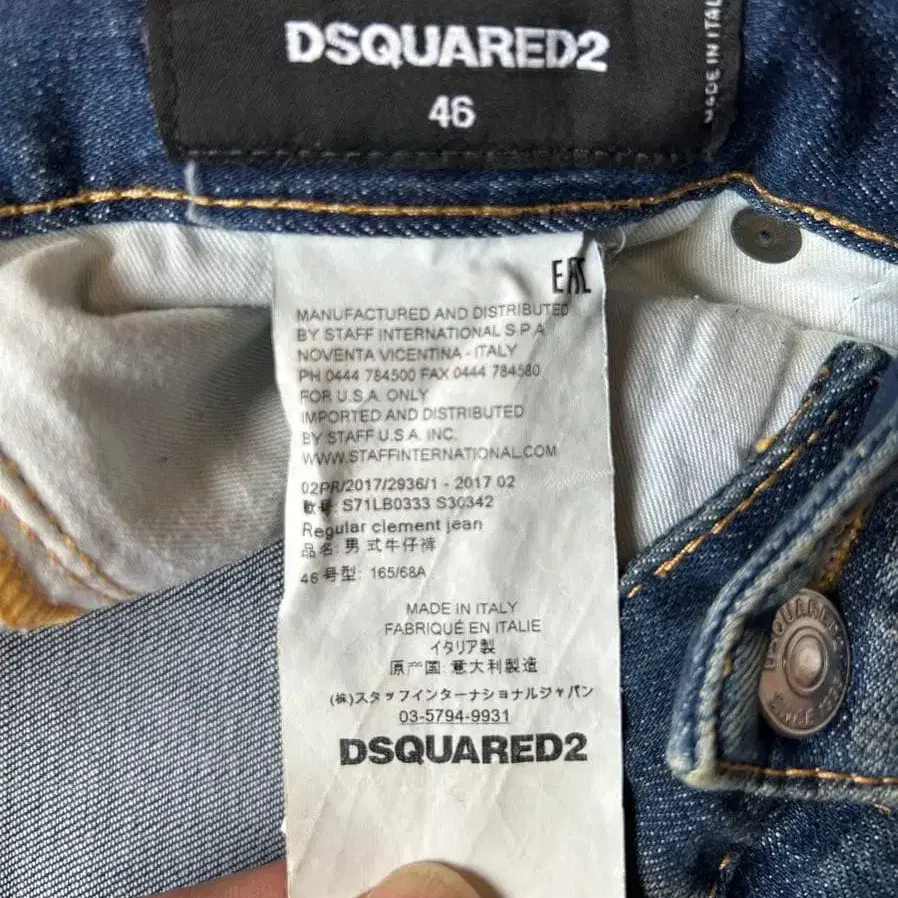 DSQUARED2
46
MADE IN ITAL
EAC
MANUFACTURED AND DISTRIBUTED
BY STAFF INTERNATIONAL S.P.A
NOVENTA VICENTINA - ITALY
PH 0444 784500 FAX 0444 784580
FOR U.S.A. ONLY
IMPORTED AND DISTRIBUTED
BY STAFF U.S.A. INC.
WWW.STAFFINTERNATIONAL.COM
02PR/2017/2936/1 - 2017 02
款号: S71LB0333 S30342
Regular clement jean
品名: 男式牛仔裤
46 号型: 165/68A
MADE IN ITALY
FABRIQUÉ EN ITALIE
イタリア製
原产国: 意大利製造
(株)スタッフインターナショナルジャパン
03-5794-9931
DSQUARED2
DSQUARED2
SINCE